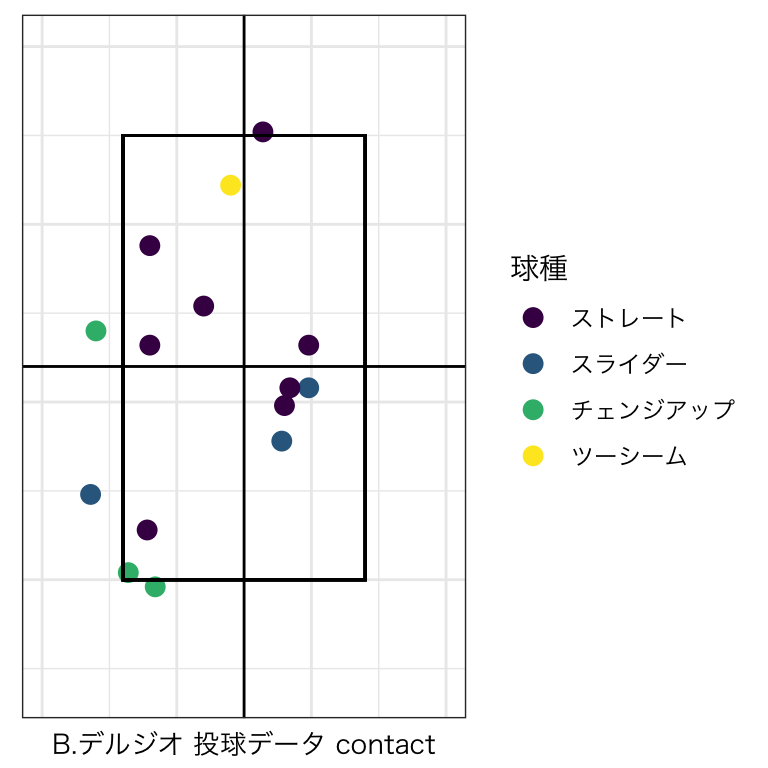 球種
ストレート
スライダー
チェンジアップ
ツーシーム
B.デルジオ 投球データ contact